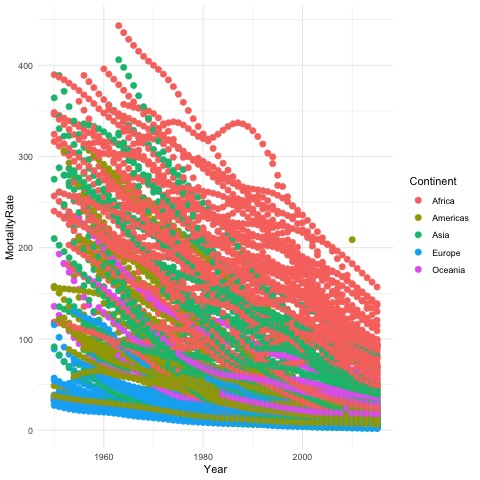 400
300
200
100
0
MortalityRate
1960
1980
2000
Year
Continent
Africa
Americas
Asia
Europe
Oceania